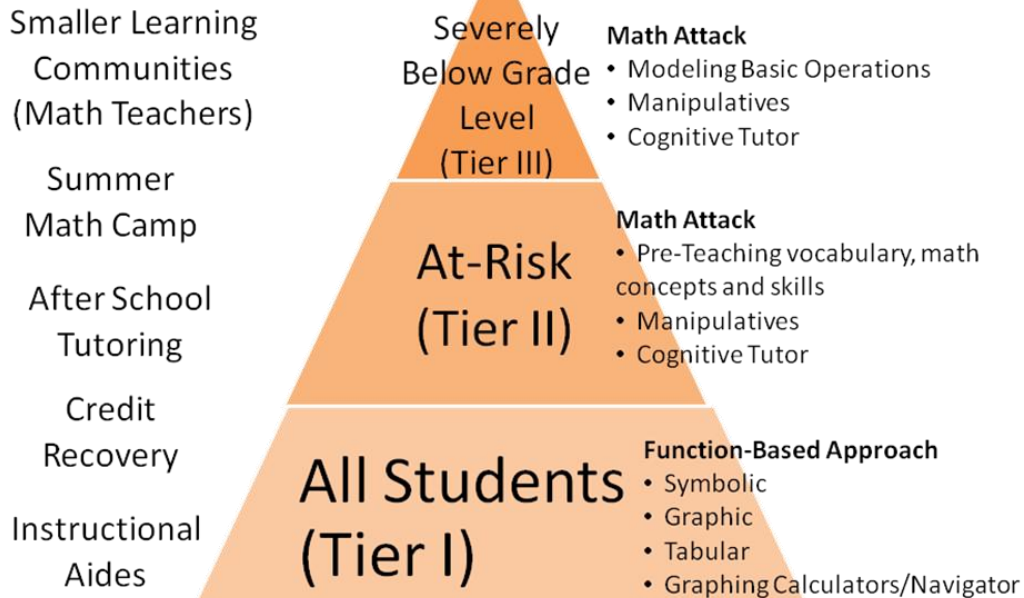 Smaller Learning
Communities
(Math Teachers)
Summer
Math Camp
After School
Tutoring
Credit
Recovery
Instructional
Aides
Severely
Below Grade
Level
(Tier III)
At-Risk
(Tier II)
All Students
(Tier I)
Math Attack
• Modeling Basic Operations
• Manipulatives
• Cognitive Tutor
Math Attack
• Pre-Teaching vocabulary, math
concepts and skills
• Manipulatives
• Cognitive Tutor
Function-Based Approach
• Symbolic
• Graphic
• Tabular
• Graphing Calculators/Navigator